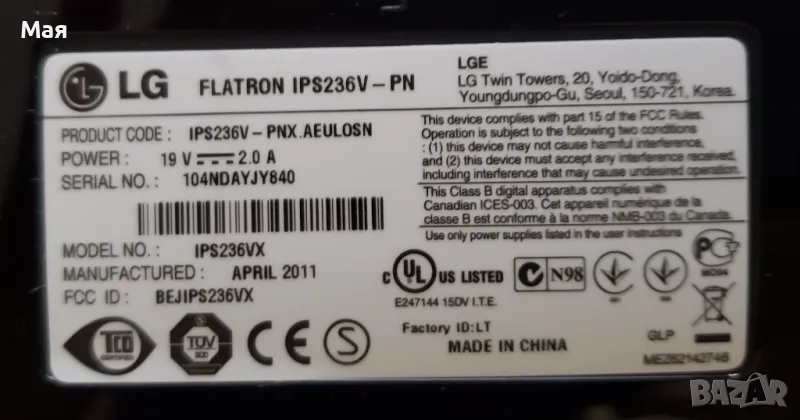 Мая
LG FLATRON IPS236V-PN
LGE
LG Twin Towers, 20, Yoido-Dong,
Youngdungpo-Gu, Seoul, 150-721, Korea.
PRODUCT CODE : IPS236V-PNX.AEULOSN
POWER : 19 V 2.0 A
SERIAL NO. : 104NDAYJY840
This device complies with part 15 of the FCC Rules.
Operation is subject to the following two conditions
: (1) this device may not cause harmful interference,
and (2) this device must accept any interference received,
including interference that may cause undesired operation.
This Class B digital apparatus complies with
Canadian ICES-003. Cet appareil numérique de la
classe B est conforme à la norme NMB-003 du Canada.
Use only power supplies listed in the user instructions
MODEL NO. : IPS236VX
MANUFACTURED : APRIL 2011
FCC ID : BEJIPS236VX
C UL US LISTED
E247144 15DV I.T.E.
N98
TCO
CERTIFIED
TÜV
CE
S
Factory ID:LT
MADE IN CHINA
GLP
BAZAR